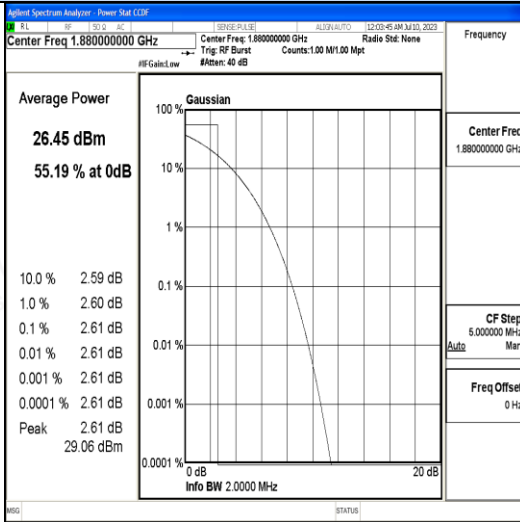 Agilent Spectrum Analyzer - Power Stat CCDF
RL RF 50 Ω AC SENSE:PULSE ALIGNAUTO 12:03:45 AM Jul 10, 2023
Center Freq 1.880000000 GHz
Center Freq: 1.880000000 GHz Radio Std: None
Trig: RF Burst Counts:1.00 M/1.00 Mpt
#IFGain:Low #Atten: 40 dB
Frequency
Average Power
26.45 dBm
55.19 % at 0dB
10.0 % 2.59 dB
1.0 % 2.60 dB
0.1 % 2.61 dB
0.01 % 2.61 dB
0.001 % 2.61 dB
0.0001 % 2.61 dB
Peak 2.61 dB
29.06 dBm
Gaussian
100 %
10 %
1 %
0.1 %
0.01 %
0.001 %
0.0001 %
0 dB 20 dB
Info BW 2.0000 MHz
Center Freq
1.880000000 GHz
CF Step
5.000000 MHz
Auto Man
Freq Offset
0 Hz
MSG STATUS